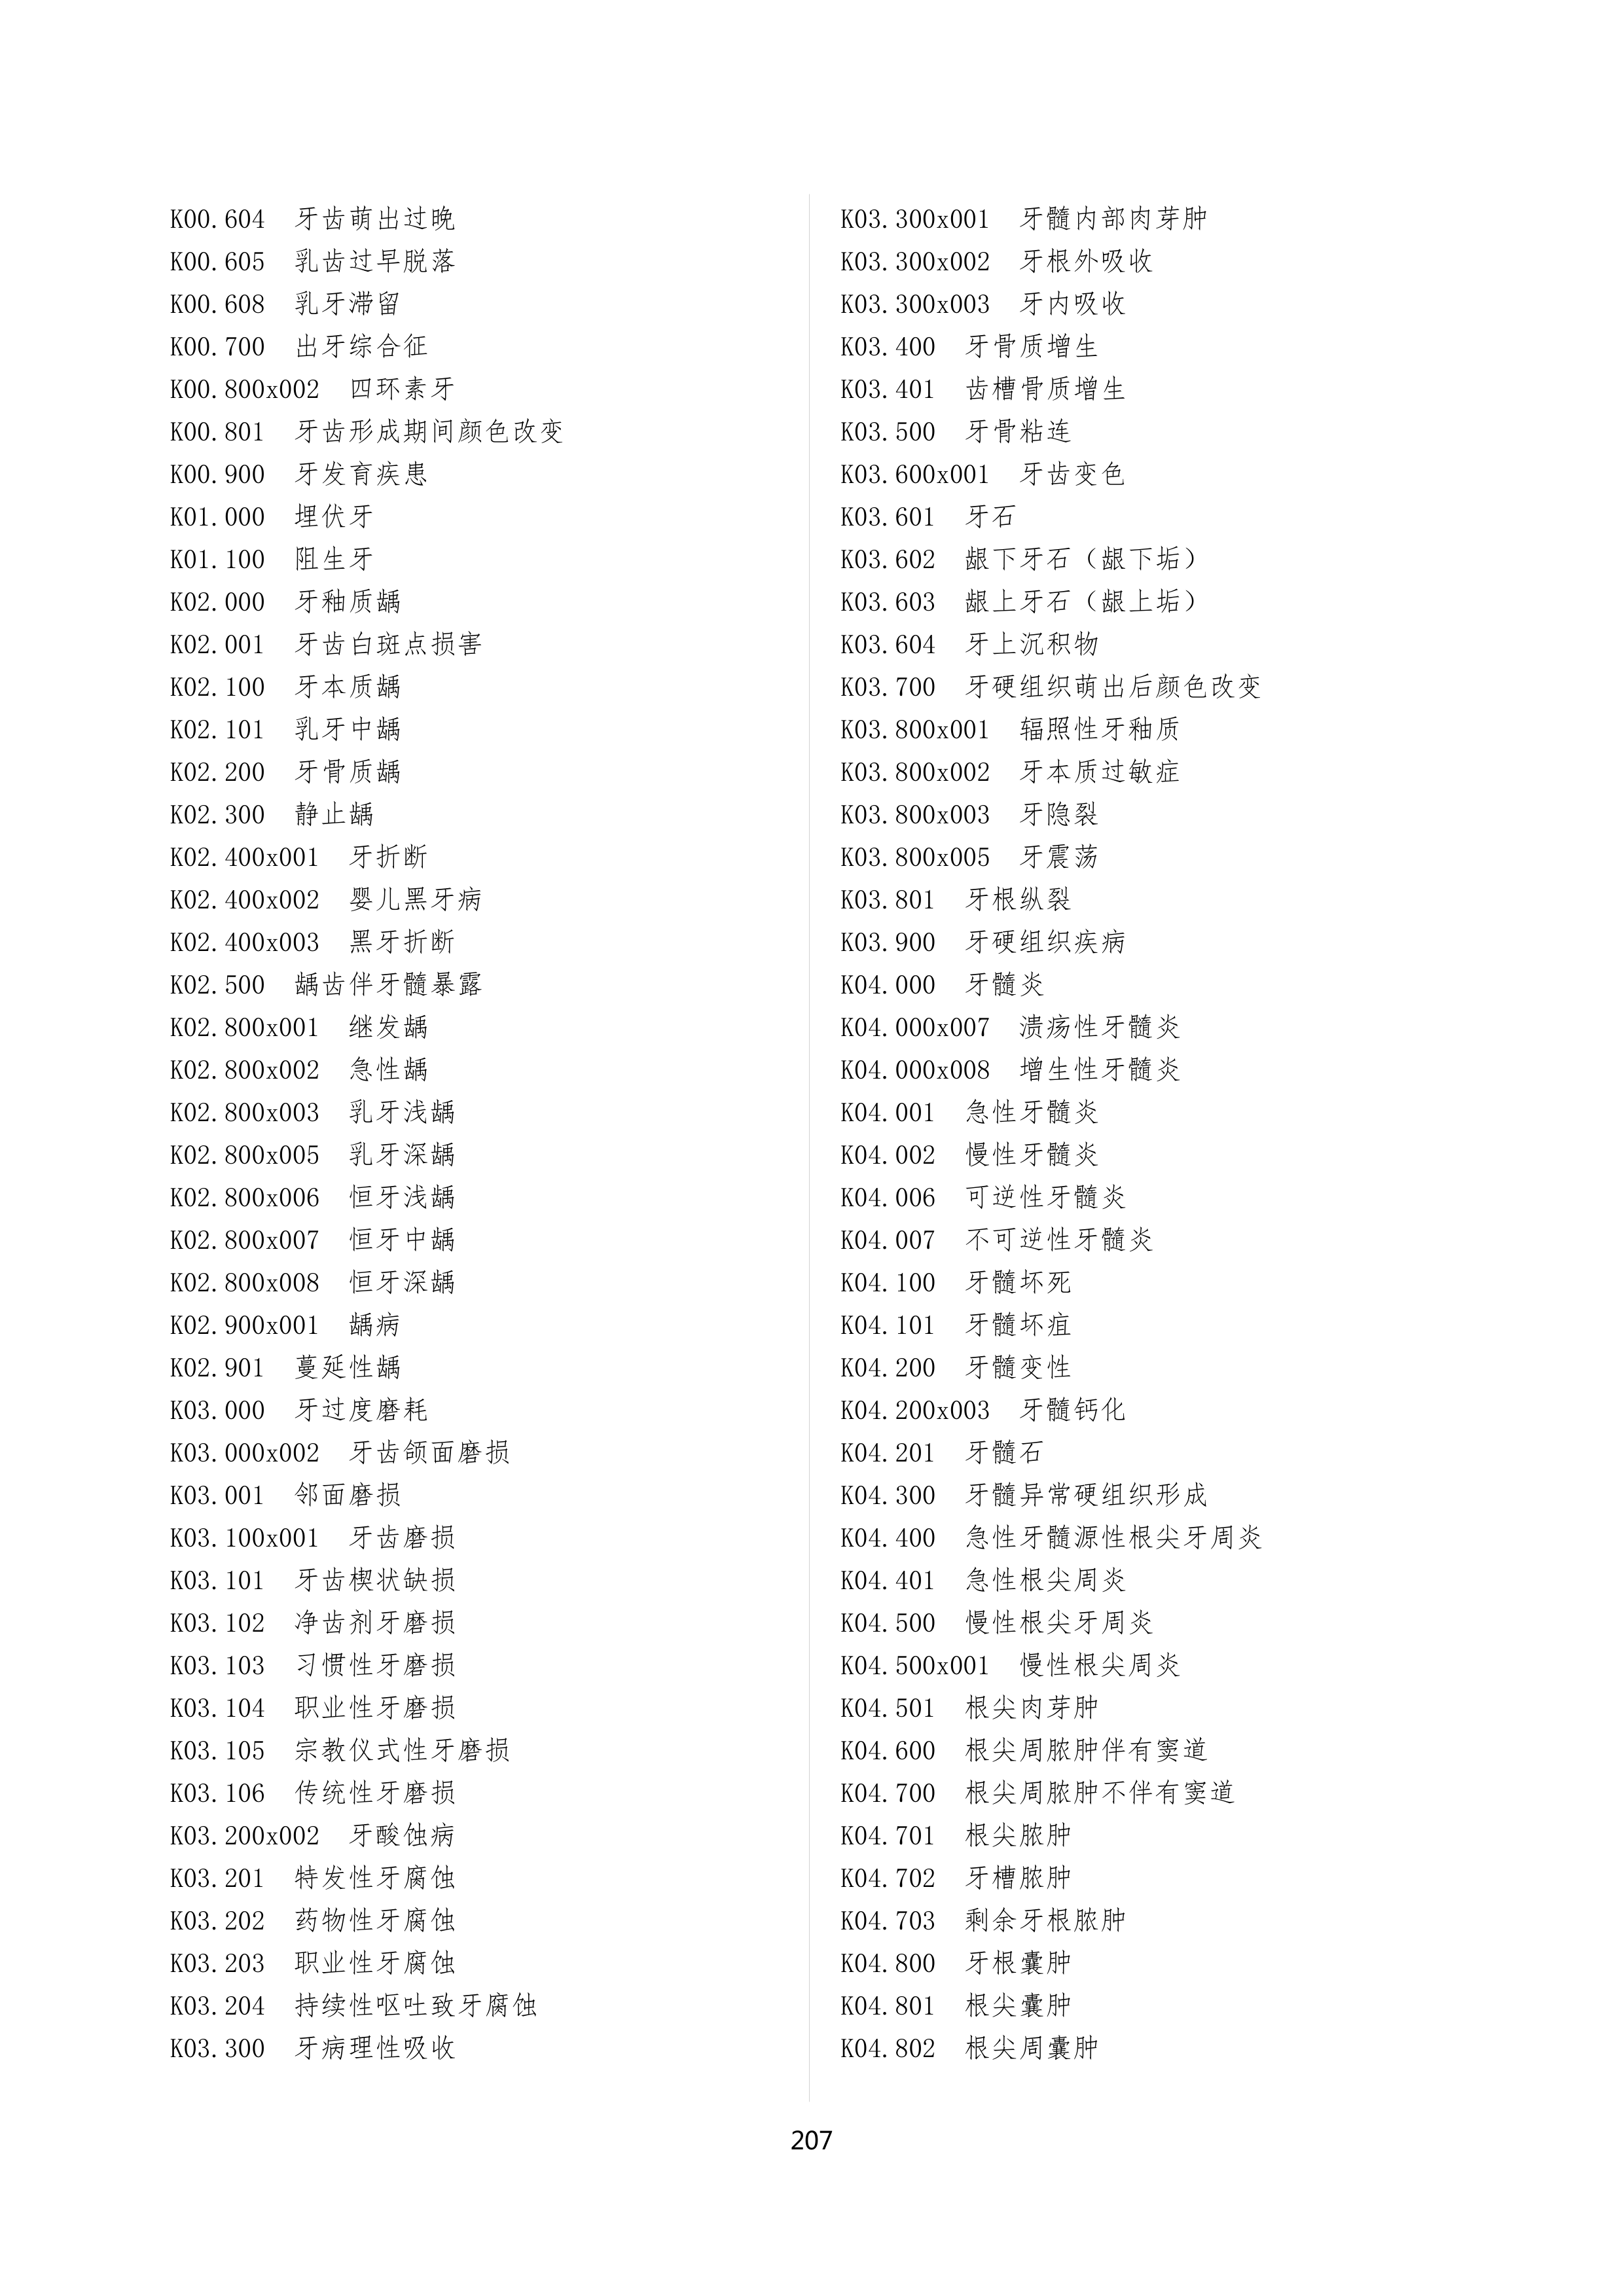 K00.604 牙齿萌出过晚
K00.605 乳齿过早脱落
K00.608 乳牙滞留
K00.700 出牙综合征
K00.800x002 四环素牙
K00.801 牙齿形成期间颜色改变
K00.900 牙发育疾患
K01.000 埋伏牙
K01.100 阻生牙
K02.000 牙釉质龋
K02.001 牙齿白斑点损害
K02.100 牙本质龋
K02.101 乳牙中龋
K02.200 牙骨质龋
K02.300 静止龋
K02.400x001 牙折断
K02.400x002 婴儿黑牙病
K02.400x003 黑牙折断
K02.500 龋齿伴牙髓暴露
K02.800x001 继发龋
K02.800x002 急性龋
K02.800x003 乳牙浅龋
K02.800x005 乳牙深龋
K02.800x006 恒牙浅龋
K02.800x007 恒牙中龋
K02.800x008 恒牙深龋
K02.900x001 龋病
K02.901 蔓延性龋
K03.000 牙过度磨耗
K03.000x002 牙齿颌面磨损
K03.001 邻面磨损
K03.100x001 牙齿磨损
K03.101 牙齿楔状缺损
K03.102 净齿剂牙磨损
K03.103 习惯性牙磨损
K03.104 职业性牙磨损
K03.105 宗教仪式性牙磨损
K03.106 传统性牙磨损
K03.200x002 牙酸蚀病
K03.201 特发性牙腐蚀
K03.202 药物性牙腐蚀
K03.203 职业性牙腐蚀
K03.204 持续性呕吐致牙腐蚀
K03.300 牙病理性吸收
K03.300x001 牙髓内部肉芽肿
K03.300x002 牙根外吸收
K03.300x003 牙内吸收
K03.400 牙骨质增生
K03.401 齿槽骨质增生
K03.500 牙骨粘连
K03.600x001 牙齿变色
K03.601 牙石
K03.602 龈下牙石（龈下垢）
K03.603 龈上牙石（龈上垢）
K03.604 牙上沉积物
K03.700 牙硬组织萌出后颜色改变
K03.800x001 辐照性牙釉质
K03.800x002 牙本质过敏症
K03.800x003 牙隐裂
K03.800x005 牙震荡
K03.801 牙根纵裂
K03.900 牙硬组织疾病
K04.000 牙髓炎
K04.000x007 溃疡性牙髓炎
K04.000x008 增生性牙髓炎
K04.001 急性牙髓炎
K04.002 慢性牙髓炎
K04.006 可逆性牙髓炎
K04.007 不可逆性牙髓炎
K04.100 牙髓坏死
K04.101 牙髓坏疽
K04.200 牙髓变性
K04.200x003 牙髓钙化
K04.201 牙髓石
K04.300 牙髓异常硬组织形成
K04.400 急性牙髓源性根尖牙周炎
K04.401 急性根尖周炎
K04.500 慢性根尖牙周炎
K04.500x001 慢性根尖周炎
K04.501 根尖肉芽肿
K04.600 根尖周脓肿伴有窦道
K04.700 根尖周脓肿不伴有窦道
K04.701 根尖脓肿
K04.702 牙槽脓肿
K04.703 剩余牙根脓肿
K04.800 牙根囊肿
K04.801 根尖囊肿
K04.802 根尖周囊肿
207